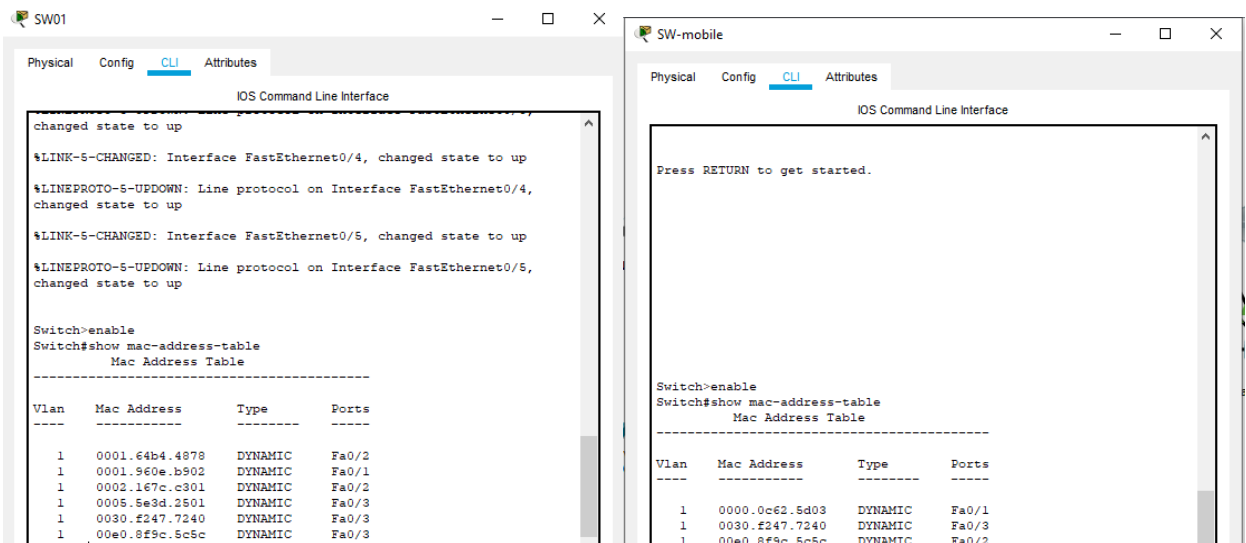 SW01
Physical Config CLI Attributes
IOS Command Line Interface
changed state to up
%LINK-5-CHANGED: Interface FastEthernet0/4, changed state to up
%LINEPROTO-5-UPDOWN: Line protocol on Interface FastEthernet0/4,
changed state to up
%LINK-5-CHANGED: Interface FastEthernet0/5, changed state to up
%LINEPROTO-5-UPDOWN: Line protocol on Interface FastEthernet0/5,
changed state to up
Switch>enable
Switch#show mac-address-table
Mac Address Table
-------------------------------------------
Vlan Mac Address Type Ports
---- ----------- -------- -----
1 0001.64b4.4878 DYNAMIC Fa0/2
1 0001.960e.b902 DYNAMIC Fa0/1
1 0002.167c.c301 DYNAMIC Fa0/2
1 0005.5e3d.2501 DYNAMIC Fa0/3
1 0030.f247.7240 DYNAMIC Fa0/3
1 00e0.8f9c.5c5c DYNAMIC Fa0/3
SW-mobile
Physical Config CLI Attributes
IOS Command Line Interface
Press RETURN to get started.
Switch>enable
Switch#show mac-address-table
Mac Address Table
-------------------------------------------
Vlan Mac Address Type Ports
---- ----------- -------- -----
1 0000.0c62.5d03 DYNAMIC Fa0/1
1 0030.f247.7240 DYNAMIC Fa0/3
1 00e0.8f9c.5c5c DYNAMIC Fa0/2